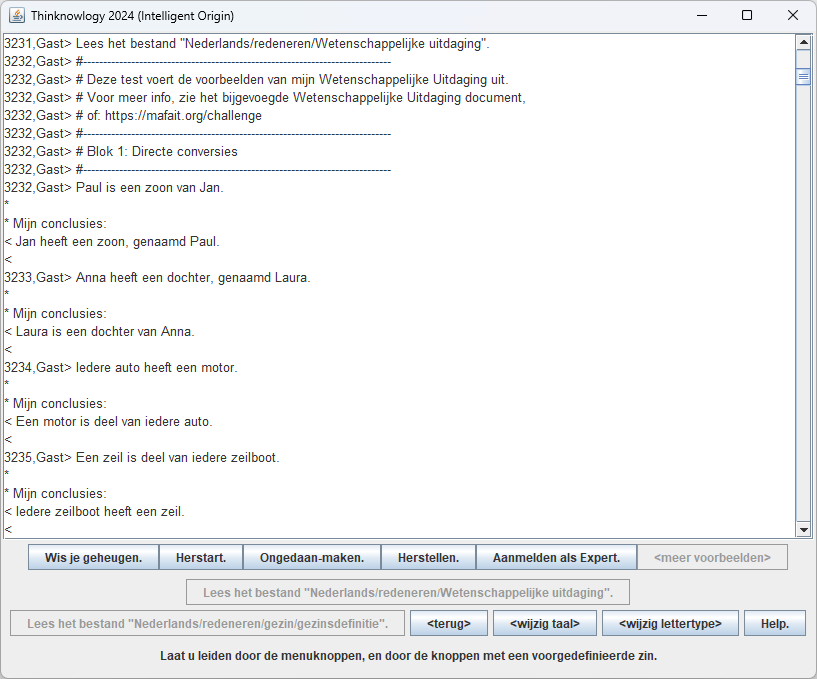 Thinknowlogy 2024 (Intelligent Origin)
3231,Gast> Lees het bestand "Nederlands/redeneren/Wetenschappelijke uitdaging".
3232,Gast> #-------------------------------------------------------------------------------
3232,Gast> # Deze test voert de voorbeelden van mijn Wetenschappelijke Uitdaging uit.
3232,Gast> # Voor meer info, zie het bijgevoegde Wetenschappelijke Uitdaging document,
3232,Gast> # of: https://mafait.org/challenge
3232,Gast> #-------------------------------------------------------------------------------
3232,Gast> # Blok 1: Directe conversies
3232,Gast> #-------------------------------------------------------------------------------
3232,Gast> Paul is een zoon van Jan.
*
* Mijn conclusies:
< Jan heeft een zoon, genaamd Paul.
<
3233,Gast> Anna heeft een dochter, genaamd Laura.
*
* Mijn conclusies:
< Laura is een dochter van Anna.
<
3234,Gast> Iedere auto heeft een motor.
*
* Mijn conclusies:
< Een motor is deel van iedere auto.
<
3235,Gast> Een zeil is deel van iedere zeilboot.
*
* Mijn conclusies:
< Iedere zeilboot heeft een zeil.
<
Wis je geheugen. Herstart. Ongedaan-maken. Herstellen. Aanmelden als Expert. <meer voorbeelden>
Lees het bestand "Nederlands/redeneren/Wetenschappelijke uitdaging".
Lees het bestand "Nederlands/redeneren/gezin/gezinsdefinitie". <terug> <wijzig taal> <wijzig lettertype> Help.
Laat u leiden door de menuknoppen, en door de knoppen met een voorgedefinieerde zin.